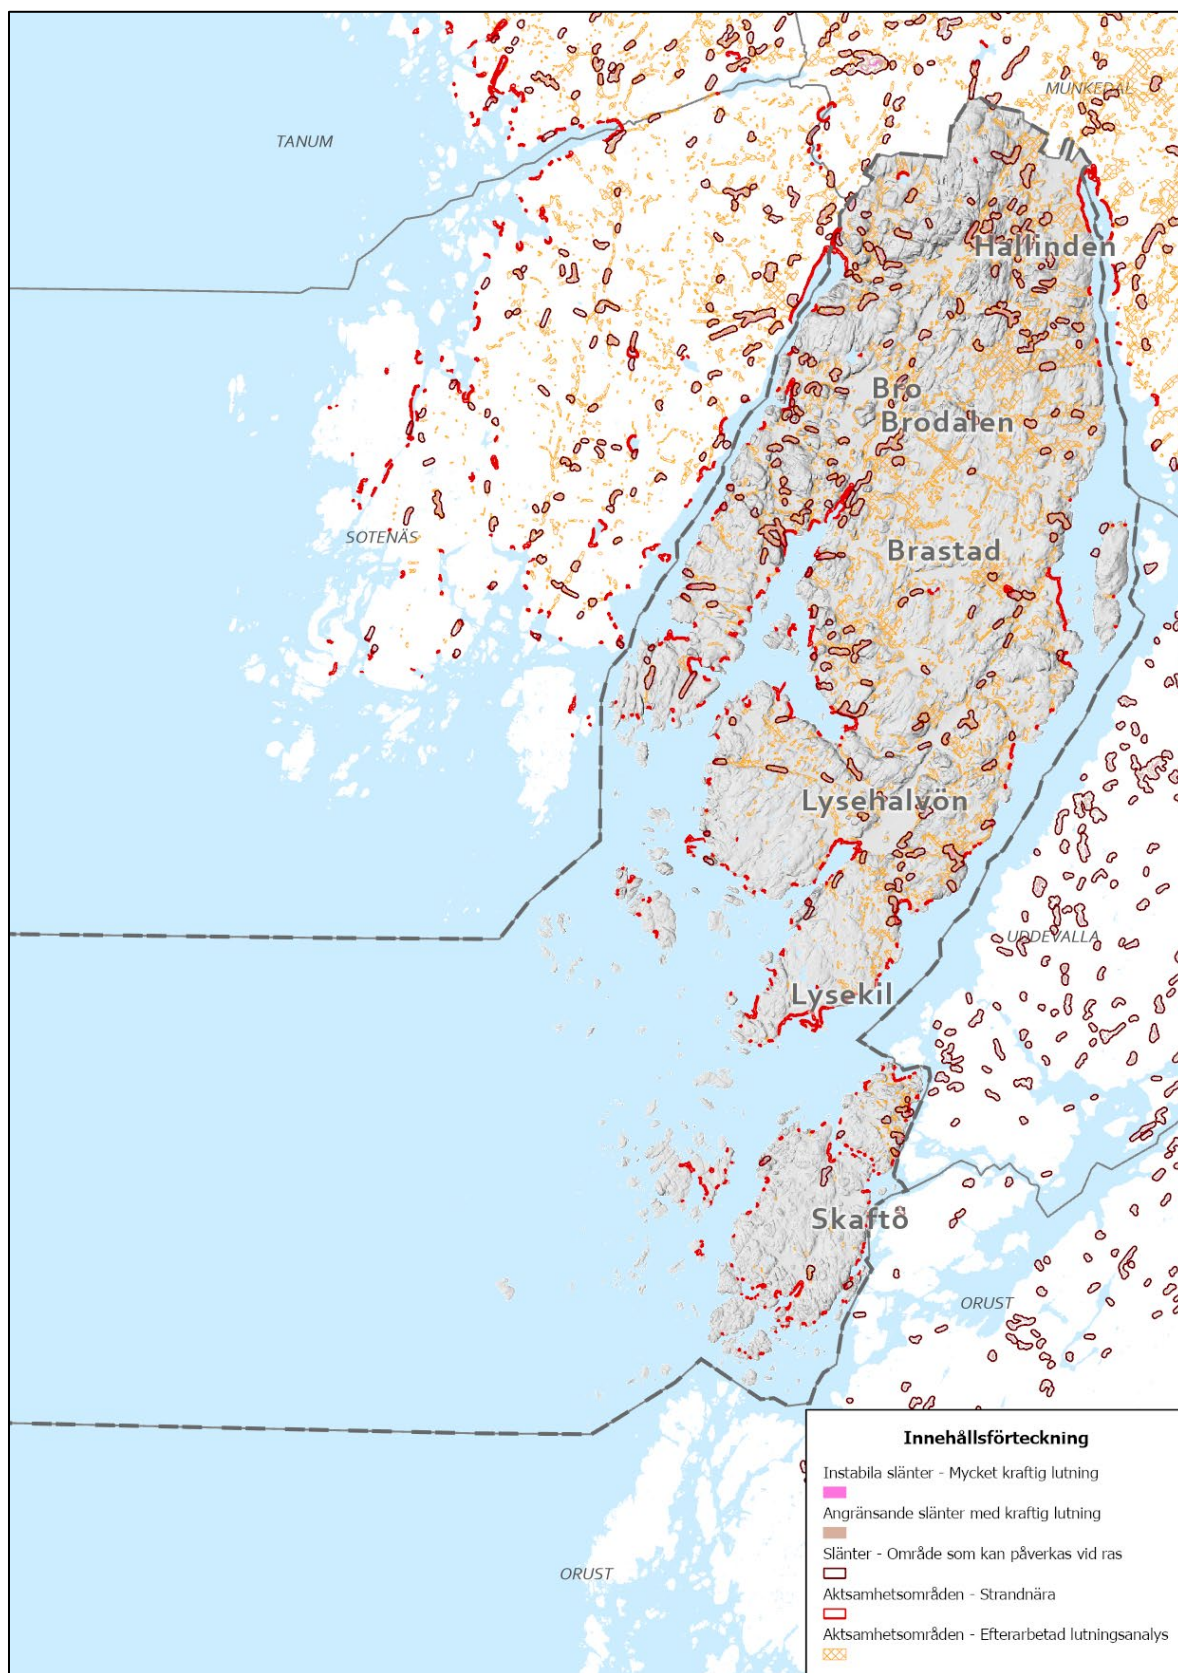 MUNKEDAL
TANUM
Hallinden
Bro
Brodalen
SOTENÄS
Brastad
Lysehalvön
UDDEVALLA
Lysekil
Skaftö
ORUST
Innehållsförteckning
Instabila slänter - Mycket kraftig lutning
Angränsande slänter med kraftig lutning
Slänter - Område som kan påverkas vid ras
Aktsamhetsområden - Strandnära
Aktsamhetsområden - Efterarbetad lutningsanalys
ORUST